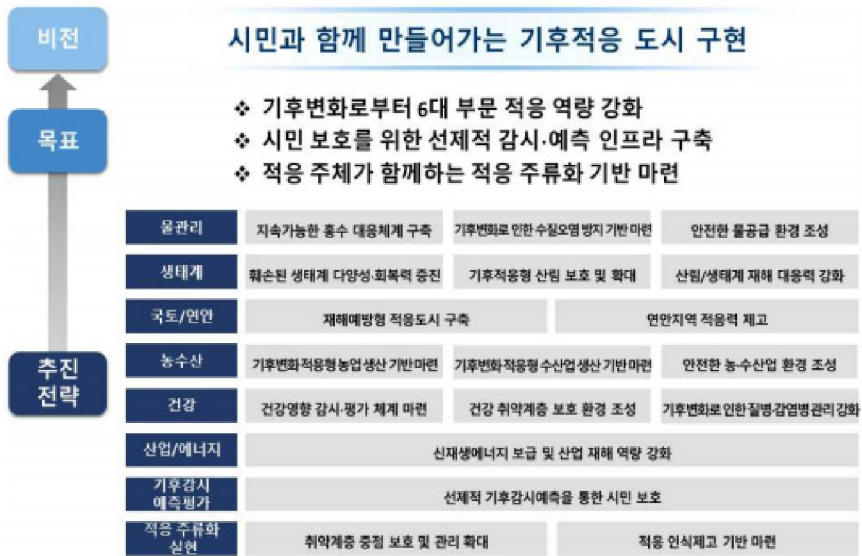 비전
시민과 함께 만들어가는 기후적응 도시 구현
목표
❖ 기후변화로부터 6대 부문 적응 역량 강화
❖ 시민 보호를 위한 선제적 감시·예측 인프라 구축
❖ 적응 주체가 함께하는 적응 주류화 기반 마련
추진
전략
물관리
지속가능한 홍수 대응체계 구축
기후변화로 인한 수질오염 방지 기반 마련
안전한 물공급 환경 조성
생태계
훼손된 생태계 다양성·회복력 증진
기후적응형 산림 보호 및 확대
산림/생태계 재해 대응력 강화
국토/연안
재해예방형 적응도시 구축
연안지역 적응력 제고
농수산
기후변화 적응형 농업 생산 기반 마련
기후변화 적응형 수산업 생산 기반 마련
안전한 농·수산업 환경 조성
건강
건강영향 감시·평가 체계 마련
건강 취약계층 보호 환경 조성
기후변화로 인한 질병·감염병 관리 강화
산업/에너지
신재생에너지 보급 및 산업 재해 역량 강화
기후감시
예측평가
선제적 기후감시예측을 통한 시민 보호
적응 주류화
실현
취약계층 중점 보호 및 관리 확대
적응 인식제고 기반 마련